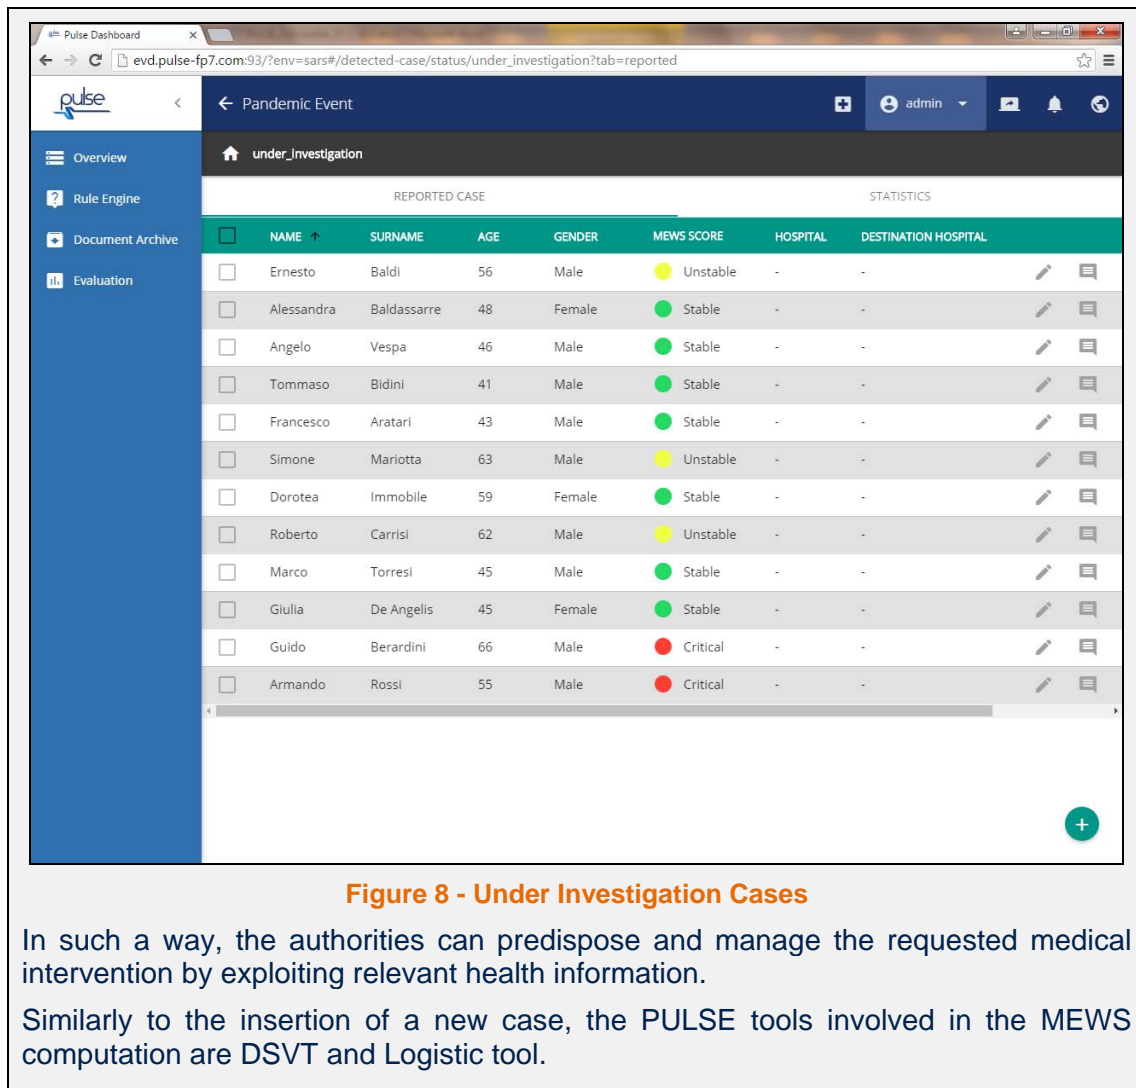 Pulse Dashboard
evd.pulse-fp7.com:93/?env=sars#/detected-case/status/under_investigation?tab=reported
pulse
Pandemic Event
admin
Overview
under_investigation
Rule Engine
REPORTED CASE STATISTICS
Document Archive
NAME SURNAME AGE GENDER MEWS SCORE HOSPITAL DESTINATION HOSPITAL
Evaluation
Ernesto Baldi 56 Male Unstable - -
Alessandra Baldassarre 48 Female Stable - -
Angelo Vespa 46 Male Stable - -
Tommaso Bidini 41 Male Stable - -
Francesco Aratari 43 Male Stable - -
Simone Mariotta 63 Male Unstable - -
Dorotea Immobile 59 Female Stable - -
Roberto Carrisi 62 Male Unstable - -
Marco Torresi 45 Male Stable - -
Giulia De Angelis 45 Female Stable - -
Guido Berardini 66 Male Critical - -
Armando Rossi 55 Male Critical - -
Figure 8 - Under Investigation Cases
In such a way, the authorities can predispose and manage the requested medical
intervention by exploiting relevant health information.
Similarly to the insertion of a new case, the PULSE tools involved in the MEWS
computation are DSVT and Logistic tool.